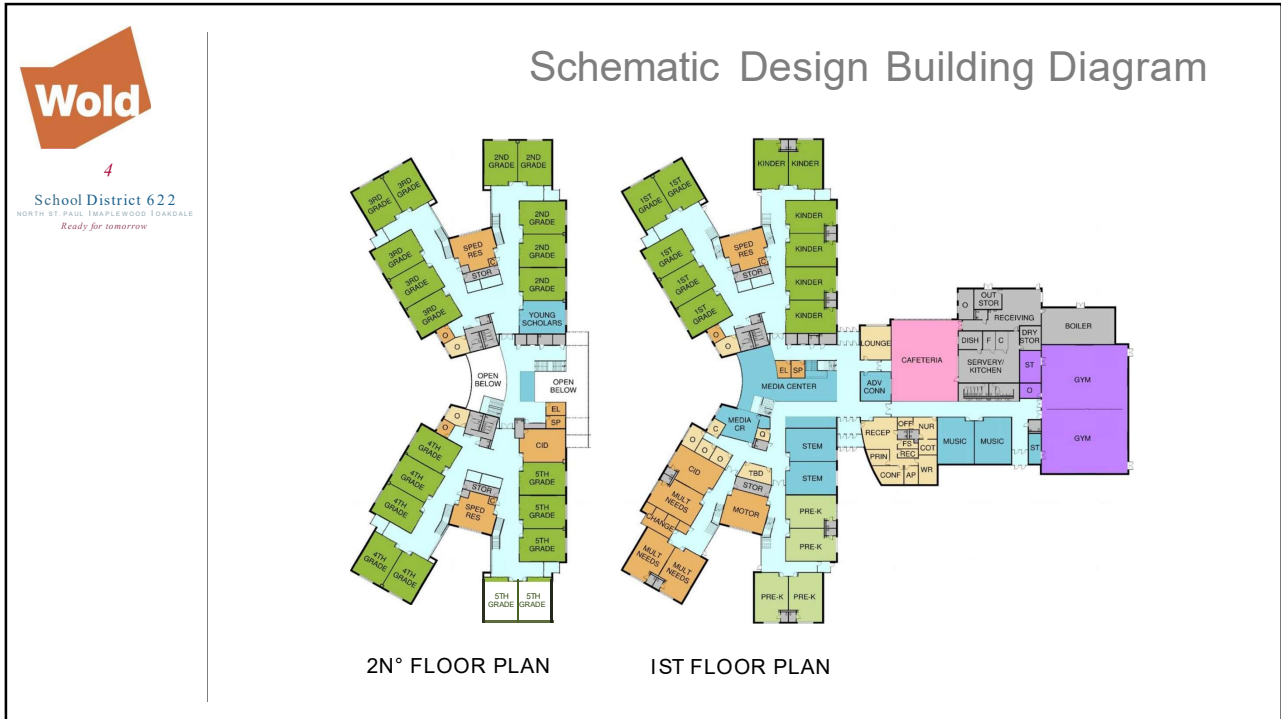 Schematic Design Building Diagram
Wold
4
School District 622
NORTH ST. PAUL | MAPLEWOOD | OAKDALE
Ready for tomorrow
2ND
GRADE
2ND
GRADE
3RD
GRADE
3RD
GRADE
2ND
GRADE
2ND
GRADE
2ND
GRADE
YOUNG
SCHOLARS
SPED
RES
C
STOR
3RD
GRADE
3RD
GRADE
3RD
GRADE
O
O
OPEN
BELOW
OPEN
BELOW
EL
SP
O
O
CID
4TH
GRADE
4TH
GRADE
4TH
GRADE
STOR
C
SPED
RES
5TH
GRADE
5TH
GRADE
5TH
GRADE
4TH
GRADE
4TH
GRADE
5TH
GRADE
5TH
GRADE
2N° FLOOR PLAN
KINDER
KINDER
1ST
GRADE
1ST
GRADE
KINDER
KINDER
KINDER
KINDER
SPED
RES
C
STOR
1ST
GRADE
1ST
GRADE
1ST
GRADE
O
O
EL
SP
MEDIA CENTER
MEDIA
CR
C
O
O
O
O
Q
CID
TBD
STOR
MOTOR
MULT
NEEDS
CHANGE
MULT
NEEDS
MULT
NEEDS
STEM
STEM
PRE-K
PRE-K
PRE-K
PRE-K
LOUNGE
ADV
CONN
CAFETERIA
O
OUT
STOR
RECEIVING
DISH
F
C
DRY
STOR
SERVERY/
KITCHEN
BOILER
ST
O
GYM
GYM
RECEP
OFF
NUR
FS
REC
COT
PRIN
CONF
AP
WR
MUSIC
MUSIC
ST
IST FLOOR PLAN